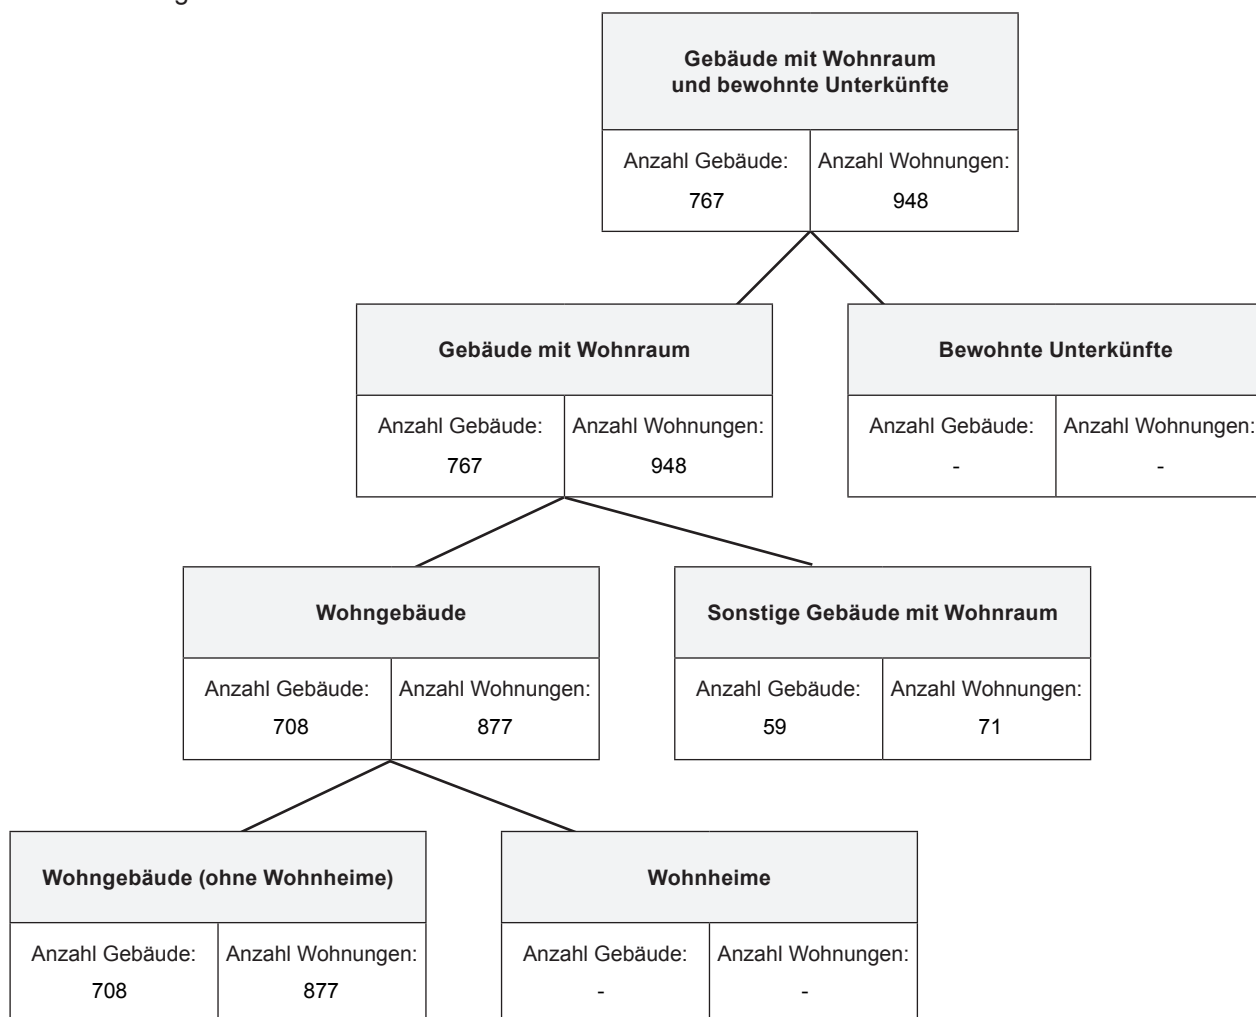 Gebäude mit Wohnraum
und bewohnte Unterkünfte
Anzahl Gebäude: Anzahl Wohnungen:
767 948
Gebäude mit Wohnraum
Anzahl Gebäude: Anzahl Wohnungen:
767 948
Bewohnte Unterkünfte
Anzahl Gebäude: Anzahl Wohnungen:
- -
Wohngebäude
Anzahl Gebäude: Anzahl Wohnungen:
708 877
Sonstige Gebäude mit Wohnraum
Anzahl Gebäude: Anzahl Wohnungen:
59 71
Wohngebäude (ohne Wohnheime)
Anzahl Gebäude: Anzahl Wohnungen:
708 877
Wohnheime
Anzahl Gebäude: Anzahl Wohnungen:
- -